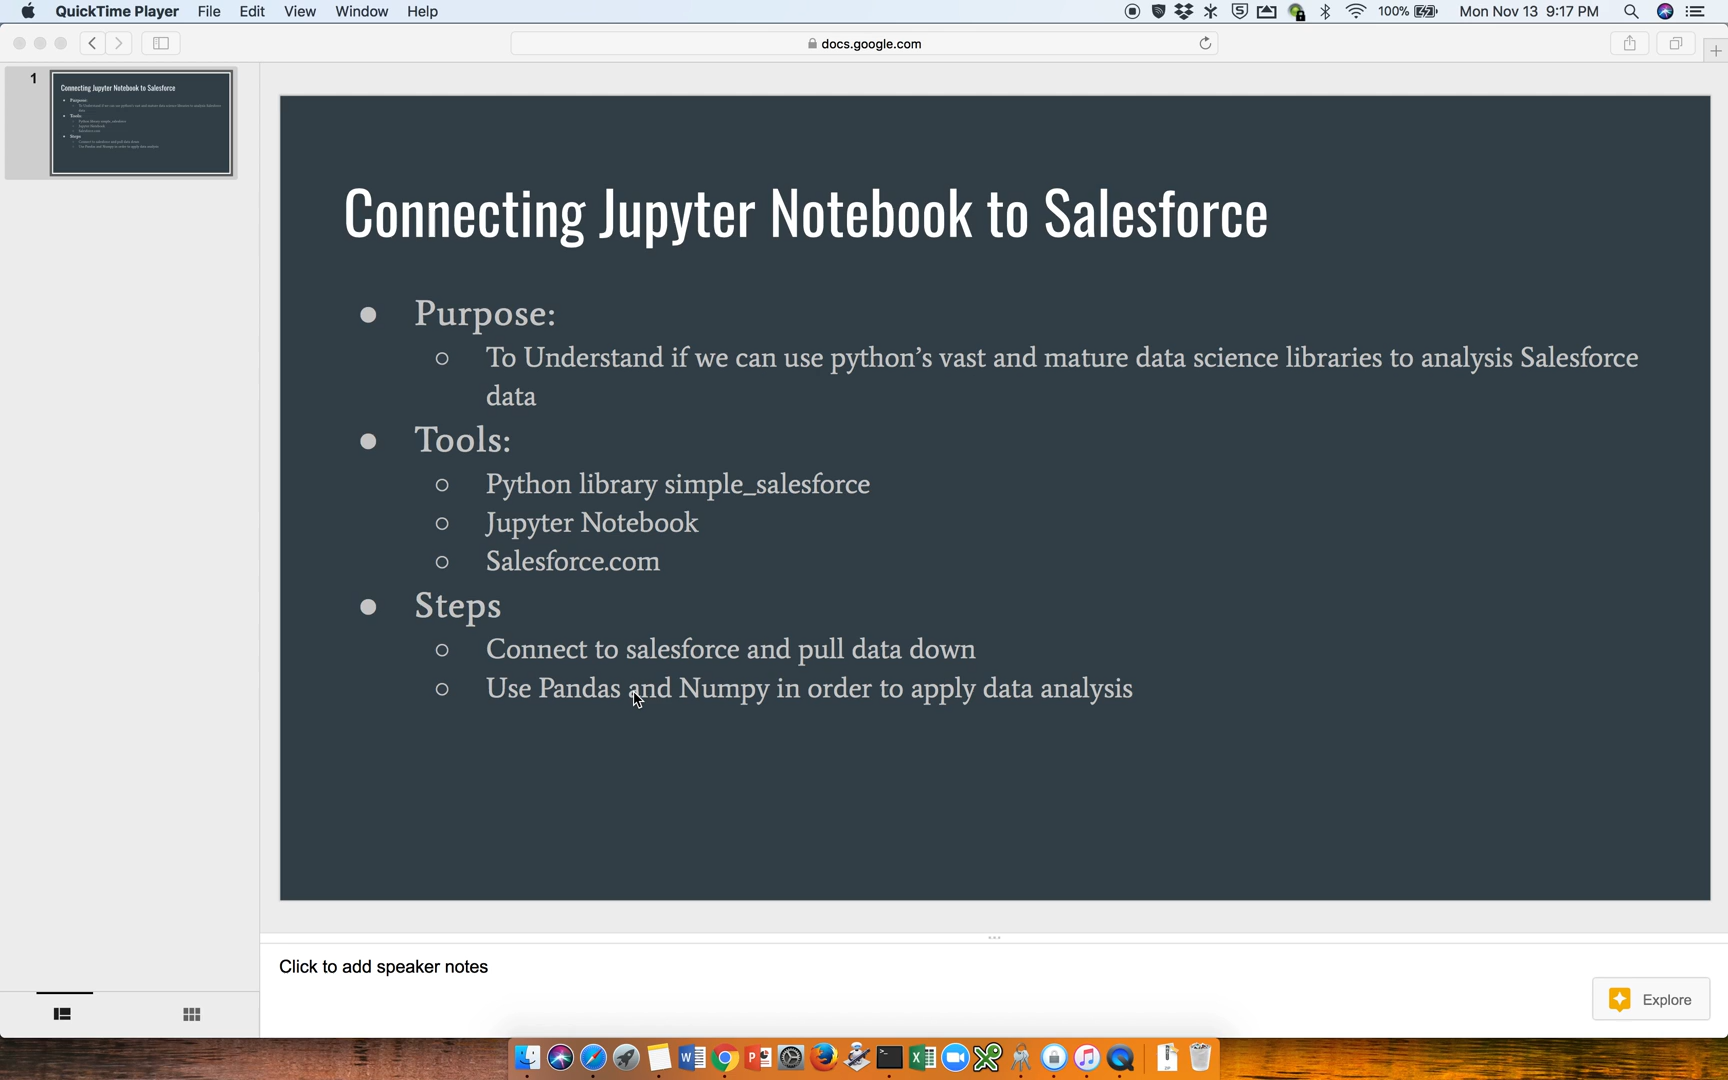 QuickTime Player File Edit View Window Help 100% Mon Nov 13 9:17 PM
docs.google.com
1
Connecting Jupyter Notebook to Salesforce
Purpose:
Tools:
Steps
Connecting Jupyter Notebook to Salesforce
● Purpose:
○ To Understand if we can use python’s vast and mature data science libraries to analysis Salesforce
data
● Tools:
○ Python library simple_salesforce
○ Jupyter Notebook
○ Salesforce.com
● Steps
○ Connect to salesforce and pull data down
○ Use Pandas and Numpy in order to apply data analysis
Click to add speaker notes
Explore